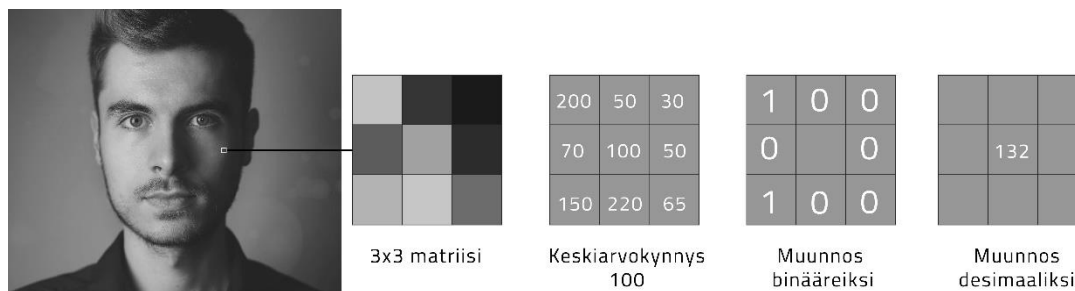 200 50 30
70 100 50
150 220 65
1 0 0
0 0
1 0 0
132
3x3 matriisi
Keskiarvokynnys
100
Muunnos
binääreiksi
Muunnos
desimaaliksi